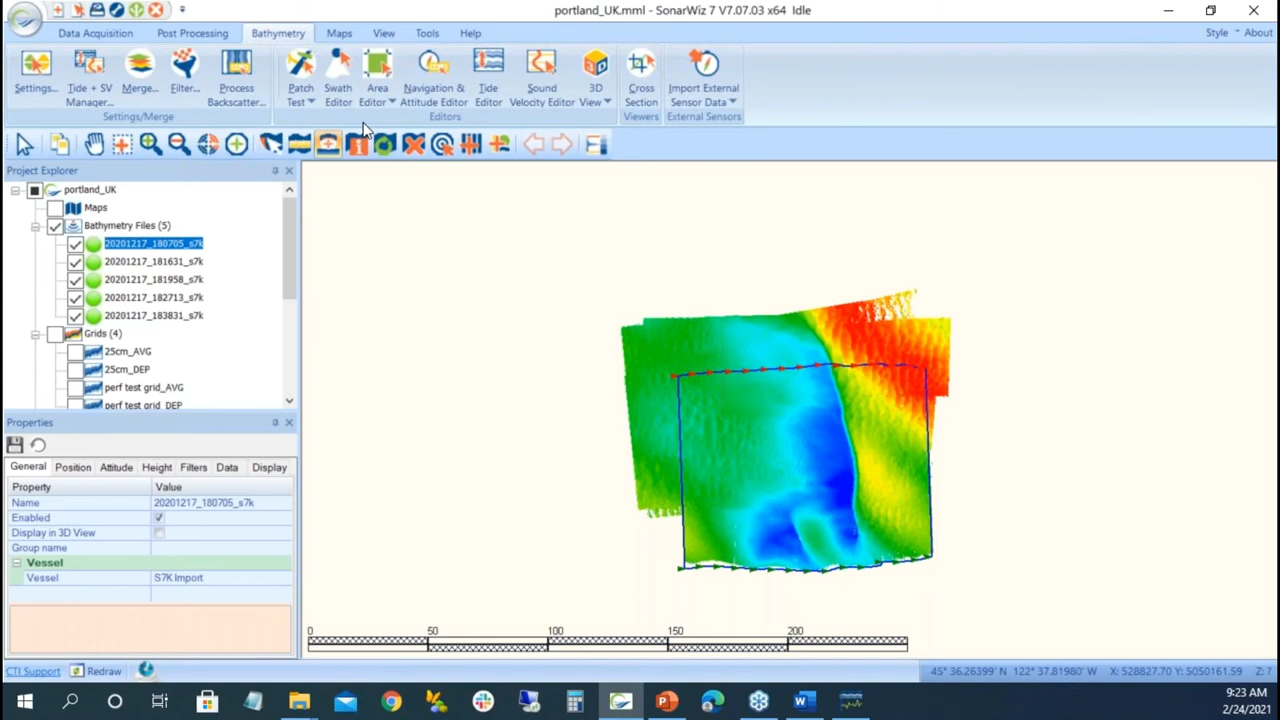 portland_UK.mml - SonarWiz 7 V7.07.03 x64 Idle
Data Acquisition Post Processing Bathymetry Maps View Tools Help Style About
Settings... Tide + SV Manager... Merge... Filter... Process Backscatter... Patch Test Swath Editor Area Editor Navigation & Attitude Editor Tide Editor Sound Velocity Editor 3D View Cross Section Import External Sensor Data
Settings/Merge Editors Viewers External Sensors
Project Explorer
portland_UK
Maps
Bathymetry Files (5)
20201217_180705_s7k
20201217_181631_s7k
20201217_181958_s7k
20201217_182713_s7k
20201217_183831_s7k
Grids (4)
25cm_AVG
25cm_DEP
perf test grid_AVG
perf test grid_DEP
Properties
General Position Attitude Height Filters Data Display
Property Value
Name 20201217_180705_s7k
Enabled
Display in 3D View
Group name
Vessel
Vessel S7K Import
0 50 100 150 200
CTI Support Redraw 45° 36.26399' N 122° 37.81980' W X: 528827.70 Y: 5050161.59 Z: ?
9:23 AM
2/24/2021